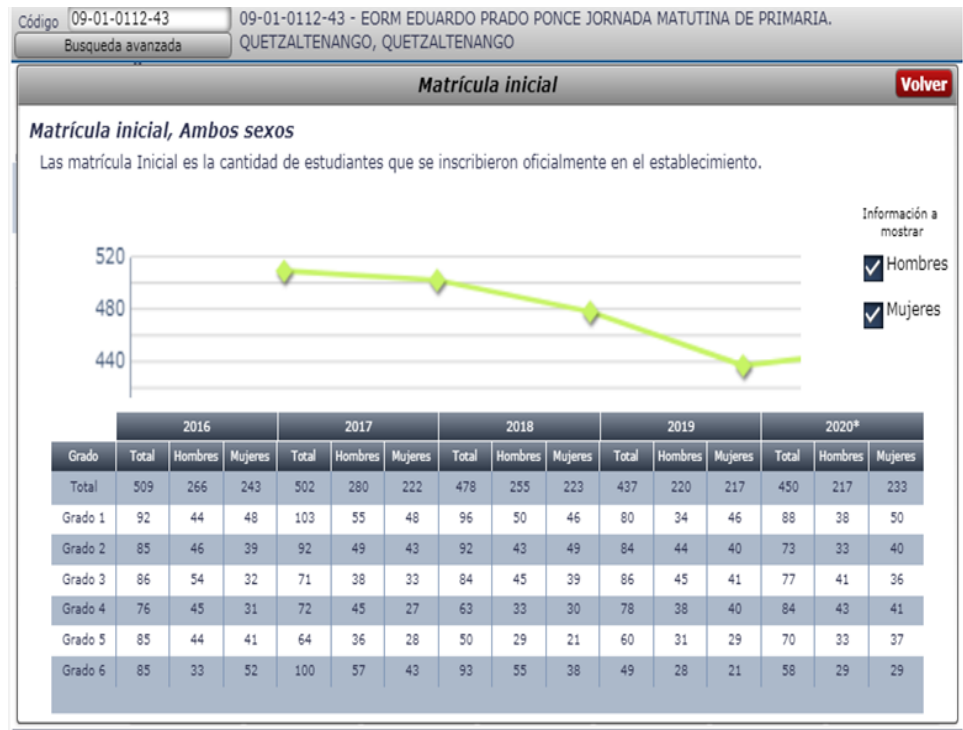 Código 09-01-0112-43 09-01-0112-43 - EORM EDUARDO PRADO PONCE JORNADA MATUTINA DE PRIMARIA.
Busqueda avanzada QUETZALTENANGO, QUETZALTENANGO
Matrícula inicial Volver
Matrícula inicial, Ambos sexos
Las matrícula Inicial es la cantidad de estudiantes que se inscribieron oficialmente en el establecimiento.
Información a
mostrar
Hombres
Mujeres
520
480
440
2016 2017 2018 2019 2020*
Grado Total Hombres Mujeres Total Hombres Mujeres Total Hombres Mujeres Total Hombres Mujeres Total Hombres Mujeres
Total 509 266 243 502 280 222 478 255 223 437 220 217 450 217 233
Grado 1 92 44 48 103 55 48 96 50 46 80 34 46 88 38 50
Grado 2 85 46 39 92 49 43 92 43 49 84 44 40 73 33 40
Grado 3 86 54 32 71 38 33 84 45 39 86 45 41 77 41 36
Grado 4 76 45 31 72 45 27 63 33 30 78 38 40 84 43 41
Grado 5 85 44 41 64 36 28 50 29 21 60 31 29 70 33 37
Grado 6 85 33 52 100 57 43 93 55 38 49 28 21 58 29 29